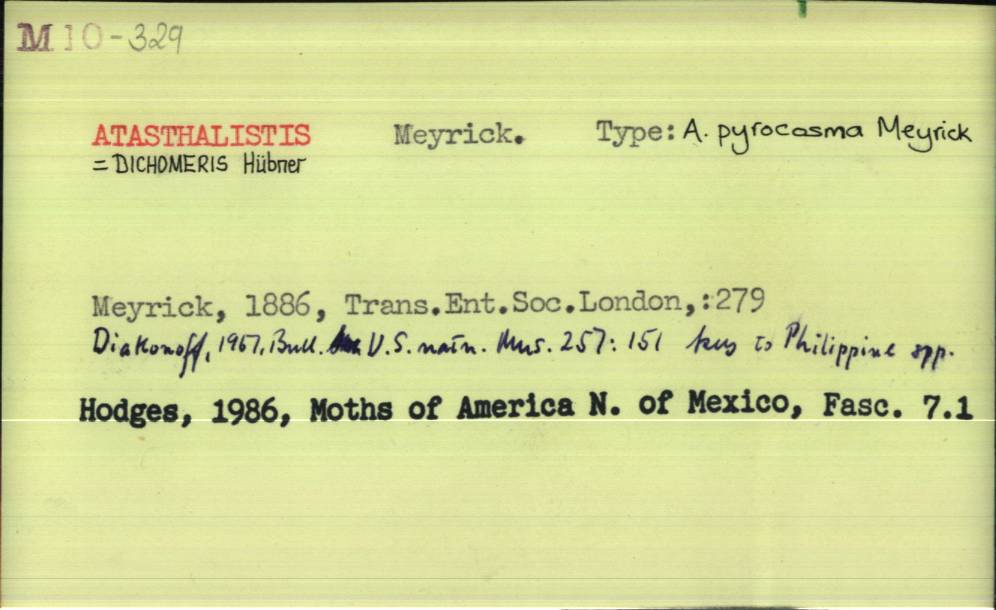 M10-329
ATASTHALISTIS Meyrick. Type: A. pyrocosma Meyrick
= DICHOMERIS Hübner
Meyrick, 1886, Trans.Ent.Soc.London,:279
Diakonoff, 1967, Bull. U.S. natn. Mus. 257: 151 key to Philippine spp.
Hodges, 1986, Moths of America N. of Mexico, Fasc. 7.1